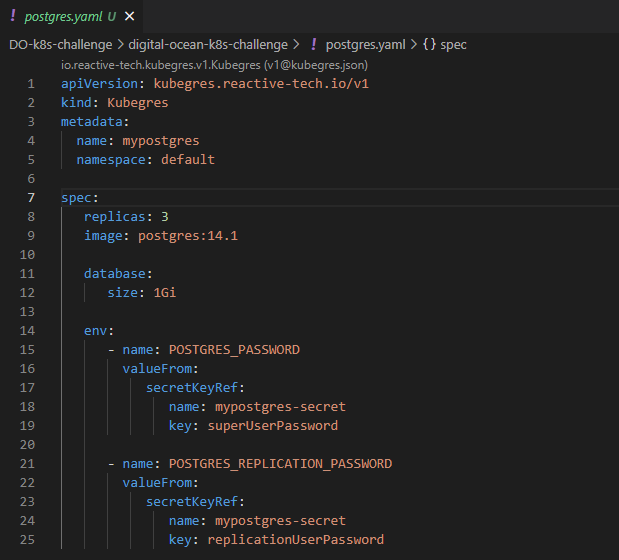 ! postgres.yaml U ×
DO-k8s-challenge > digital-ocean-k8s-challenge > ! postgres.yaml > {} spec
io.reactive-tech.kubegres.v1.Kubegres (v1@kubegres.json)
1 apiVersion: kubegres.reactive-tech.io/v1
2 kind: Kubegres
3 metadata:
4   name: mypostgres
5   namespace: default
6
7 spec:
8    replicas: 3
9    image: postgres:14.1
10
11    database:
12       size: 1Gi
13
14    env:
15       - name: POSTGRES_PASSWORD
16         valueFrom:
17            secretKeyRef:
18               name: mypostgres-secret
19               key: superUserPassword
20
21       - name: POSTGRES_REPLICATION_PASSWORD
22         valueFrom:
23            secretKeyRef:
24               name: mypostgres-secret
25               key: replicationUserPassword